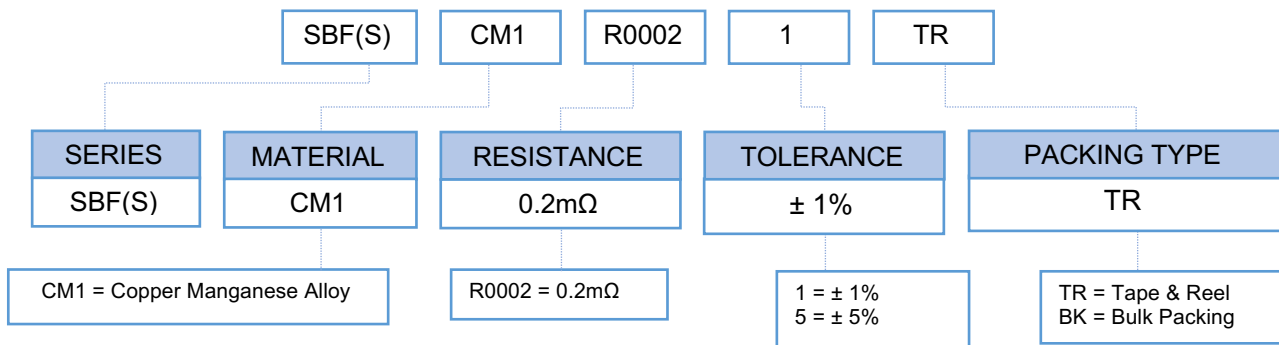 SBF(S) CM1 R0002 1 TR
SERIES MATERIAL RESISTANCE TOLERANCE PACKING TYPE
SBF(S) CM1 0.2mΩ ± 1% TR
CM1 = Copper Manganese Alloy
R0002 = 0.2mΩ
1 = ± 1%
5 = ± 5%
TR = Tape & Reel
BK = Bulk Packing